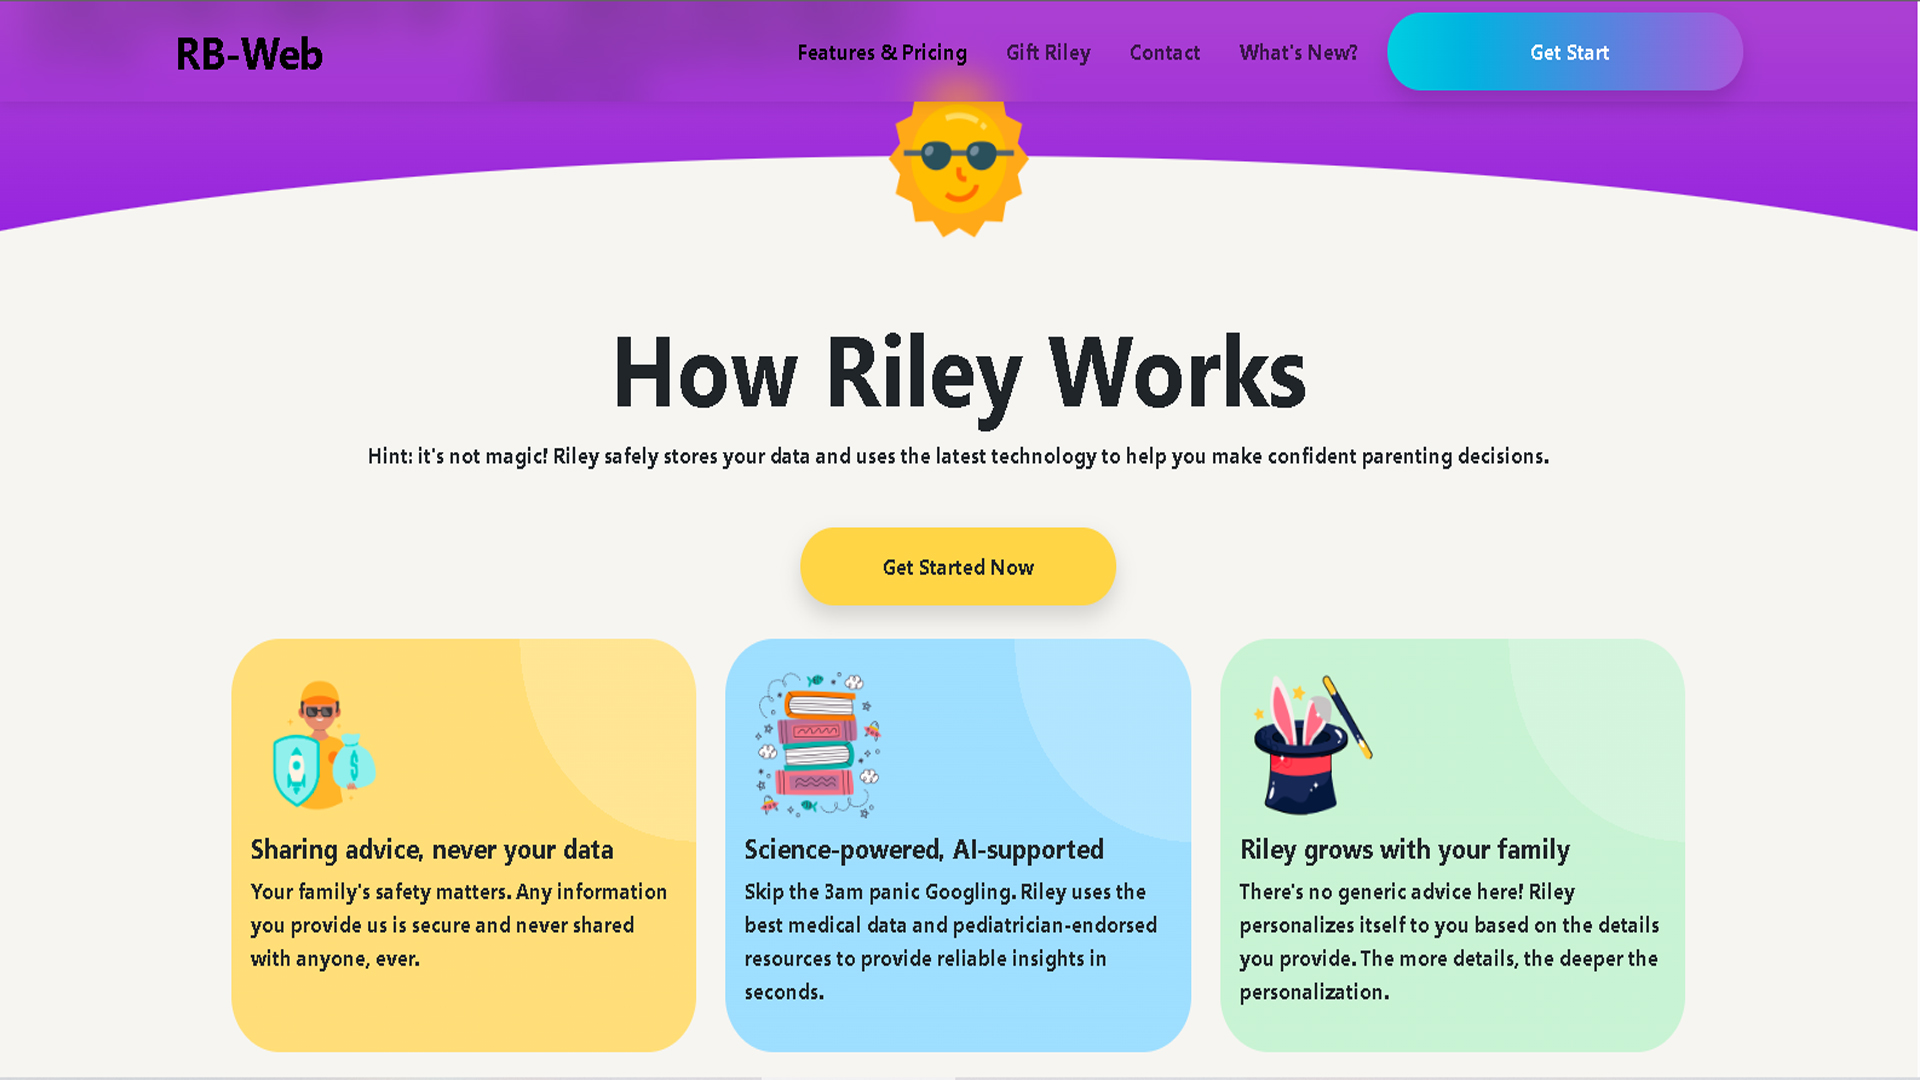 RB-Web
Features & Pricing
Gift Riley
Contact
What's New?
Get Start
How Riley Works
Hint: it's not magic! Riley safely stores your data and uses the latest technology to help you make confident parenting decisions.
Get Started Now
$
Sharing advice, never your data
Your family's safety matters. Any information
you provide us is secure and never shared
with anyone, ever.
Science-powered, AI-supported
Skip the 3am panic Googling. Riley uses the
best medical data and pediatrician-endorsed
resources to provide reliable insights in
seconds.
Riley grows with your family
There's no generic advice here! Riley
personalizes itself to you based on the details
you provide. The more details, the deeper the
personalization.